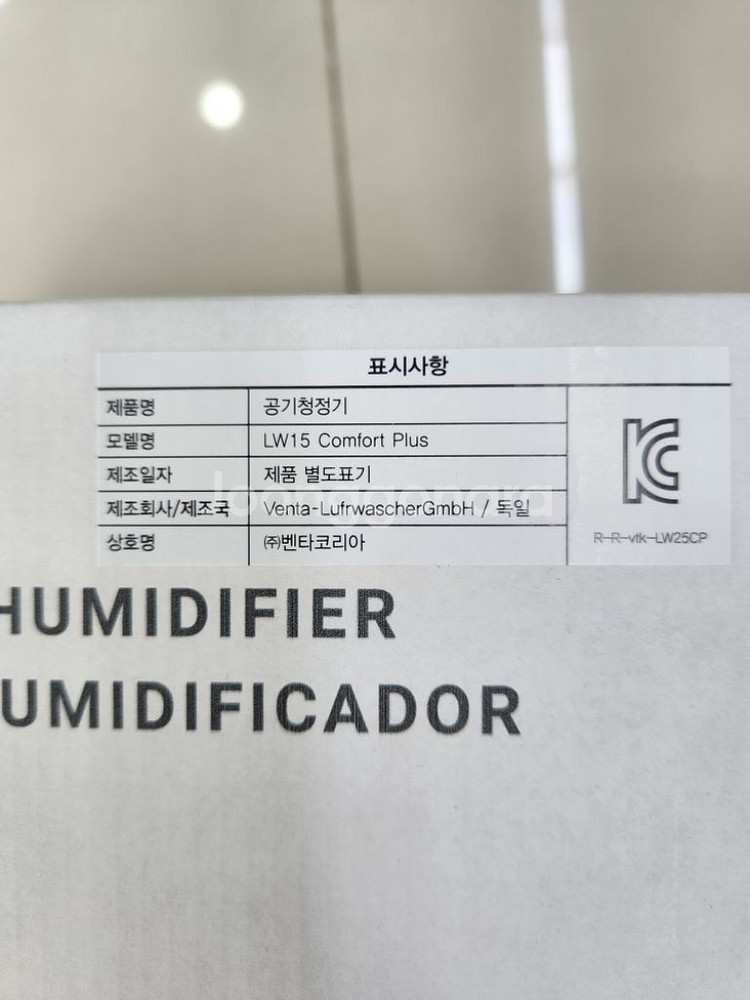 표시사항
제품명 공기청정기
모델명 LW15 Comfort Plus
제조일자 제품 별도표기
제조회사/제조국 Venta-LufrwascherGmbH / 독일
상호명 ㈜벤타코리아
R-R-vtk-LW25CP
HUMIDIFIER
UMIDIFICADOR